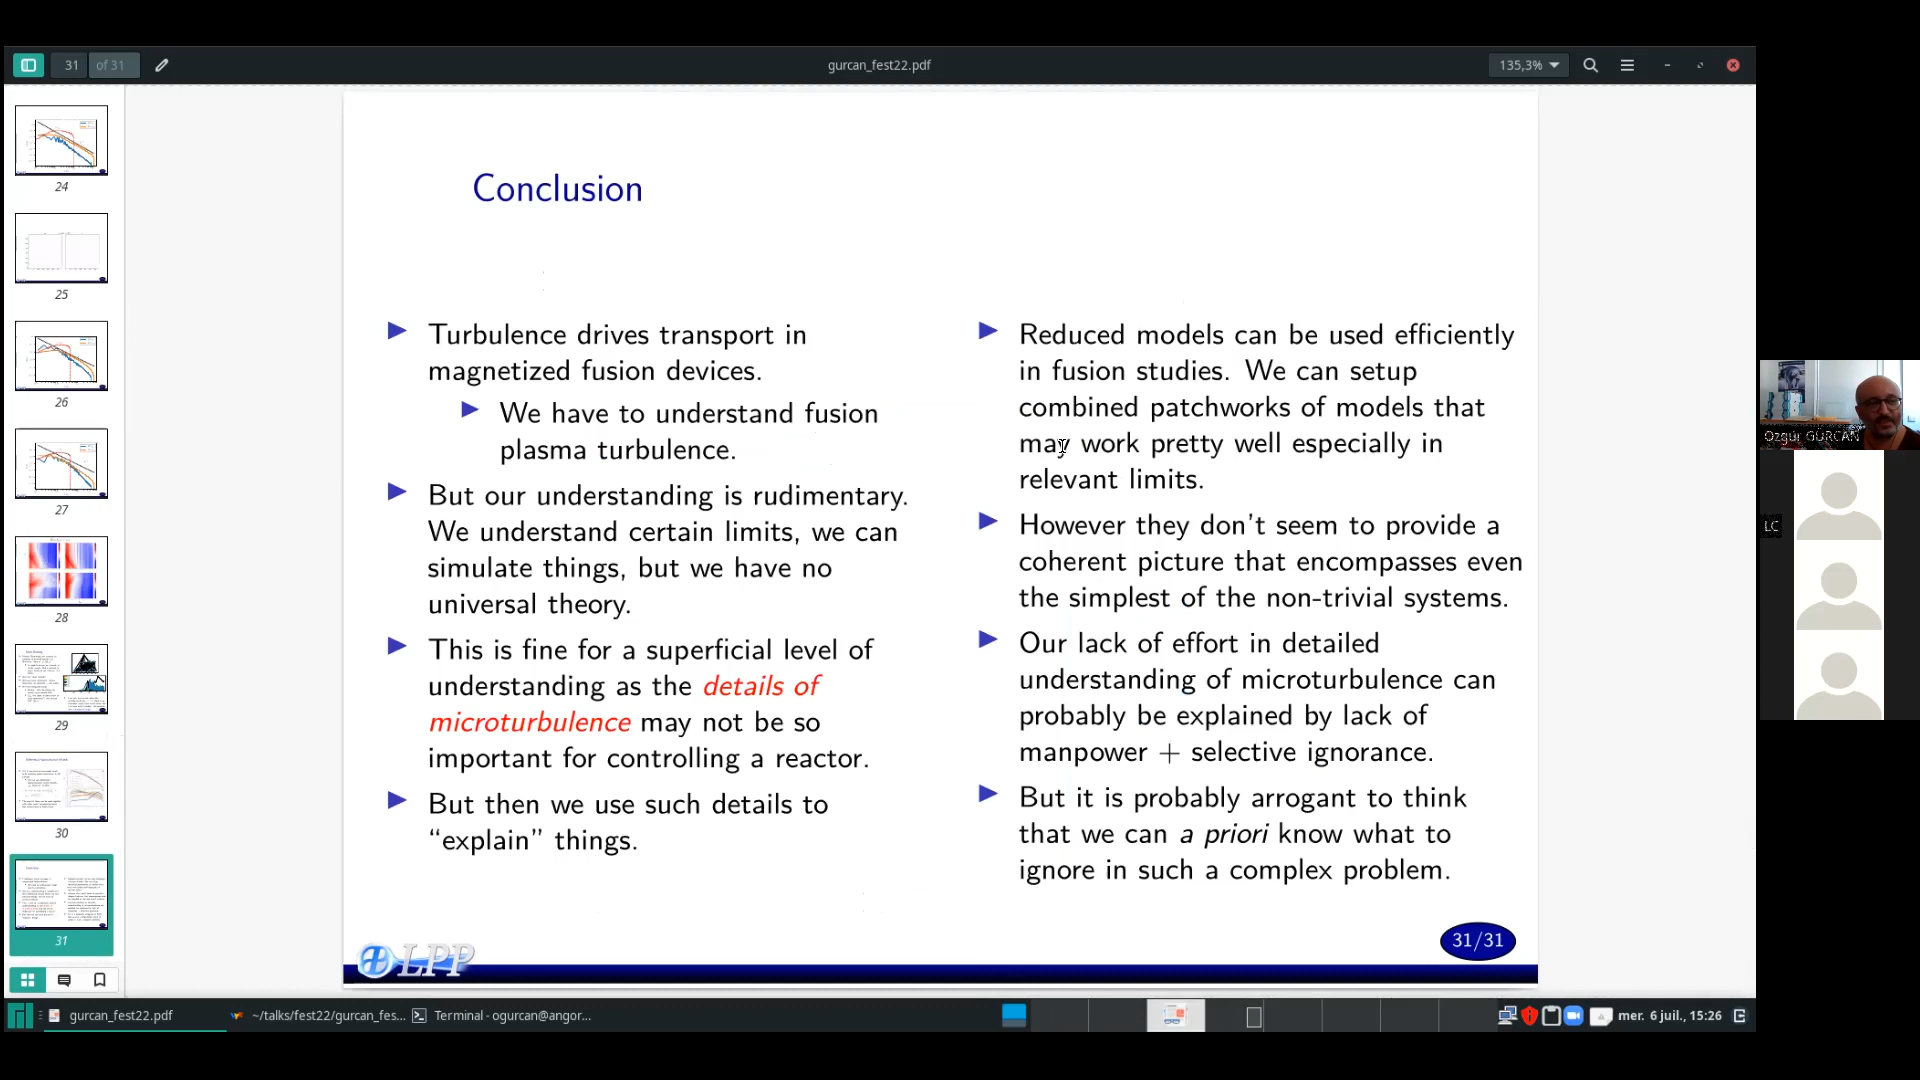 31 of 31
gurcan_fest22.pdf
135,3%
24
25
26
27
28
29
30
31
Conclusion
Turbulence drives transport in
magnetized fusion devices.
We have to understand fusion
plasma turbulence.
But our understanding is rudimentary.
We understand certain limits, we can
simulate things, but we have no
universal theory.
This is fine for a superficial level of
understanding as the details of
microturbulence may not be so
important for controlling a reactor.
But then we use such details to
“explain” things.
Reduced models can be used efficiently
in fusion studies. We can setup
combined patchworks of models that
may work pretty well especially in
relevant limits.
However they don't seem to provide a
coherent picture that encompasses even
the simplest of the non-trivial systems.
Our lack of effort in detailed
understanding of microturbulence can
probably be explained by lack of
manpower + selective ignorance.
But it is probably arrogant to think
that we can a priori know what to
ignore in such a complex problem.
LPP
31/31
Özgür GÜRCAN
LC
gurcan_fest22.pdf
~/talks/fest22/gurcan_fes...
Terminal - ogurcan@angor...
mer. 6 juil., 15:26